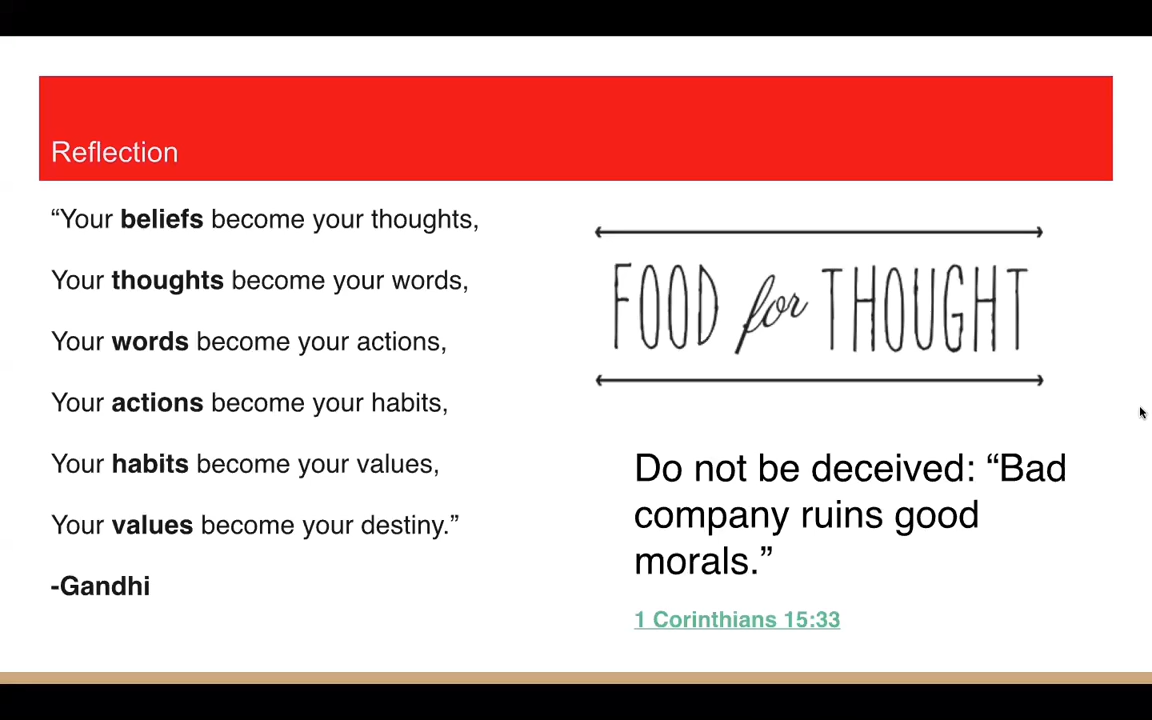 Reflection
“Your beliefs become your thoughts,
Your thoughts become your words,
Your words become your actions,
Your actions become your habits,
Your habits become your values,
Your values become your destiny.”
-Gandhi
FOOD for THOUGHT
Do not be deceived: “Bad
company ruins good
morals.”
1 Corinthians 15:33